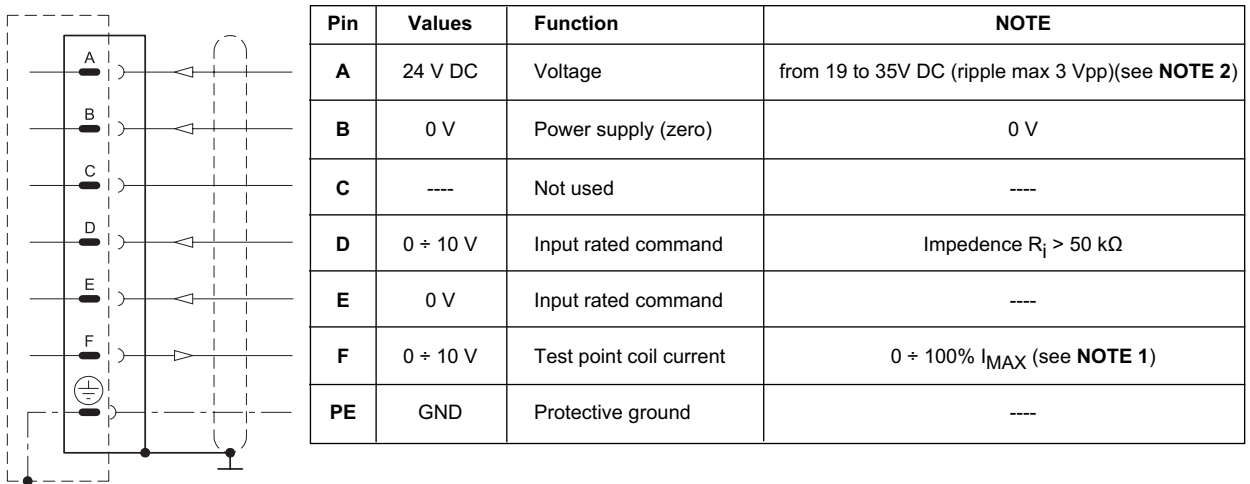 A
B
C
D
E
F
Pin Values Function NOTE
A 24 V DC Voltage from 19 to 35V DC (ripple max 3 Vpp)(see NOTE 2)
B 0 V Power supply (zero) 0 V
C ---- Not used ----
D 0 ÷ 10 V Input rated command Impedence Ri > 50 kΩ
E 0 V Input rated command ----
F 0 ÷ 10 V Test point coil current 0 ÷ 100% IMAX (see NOTE 1)
PE GND Protective ground ----